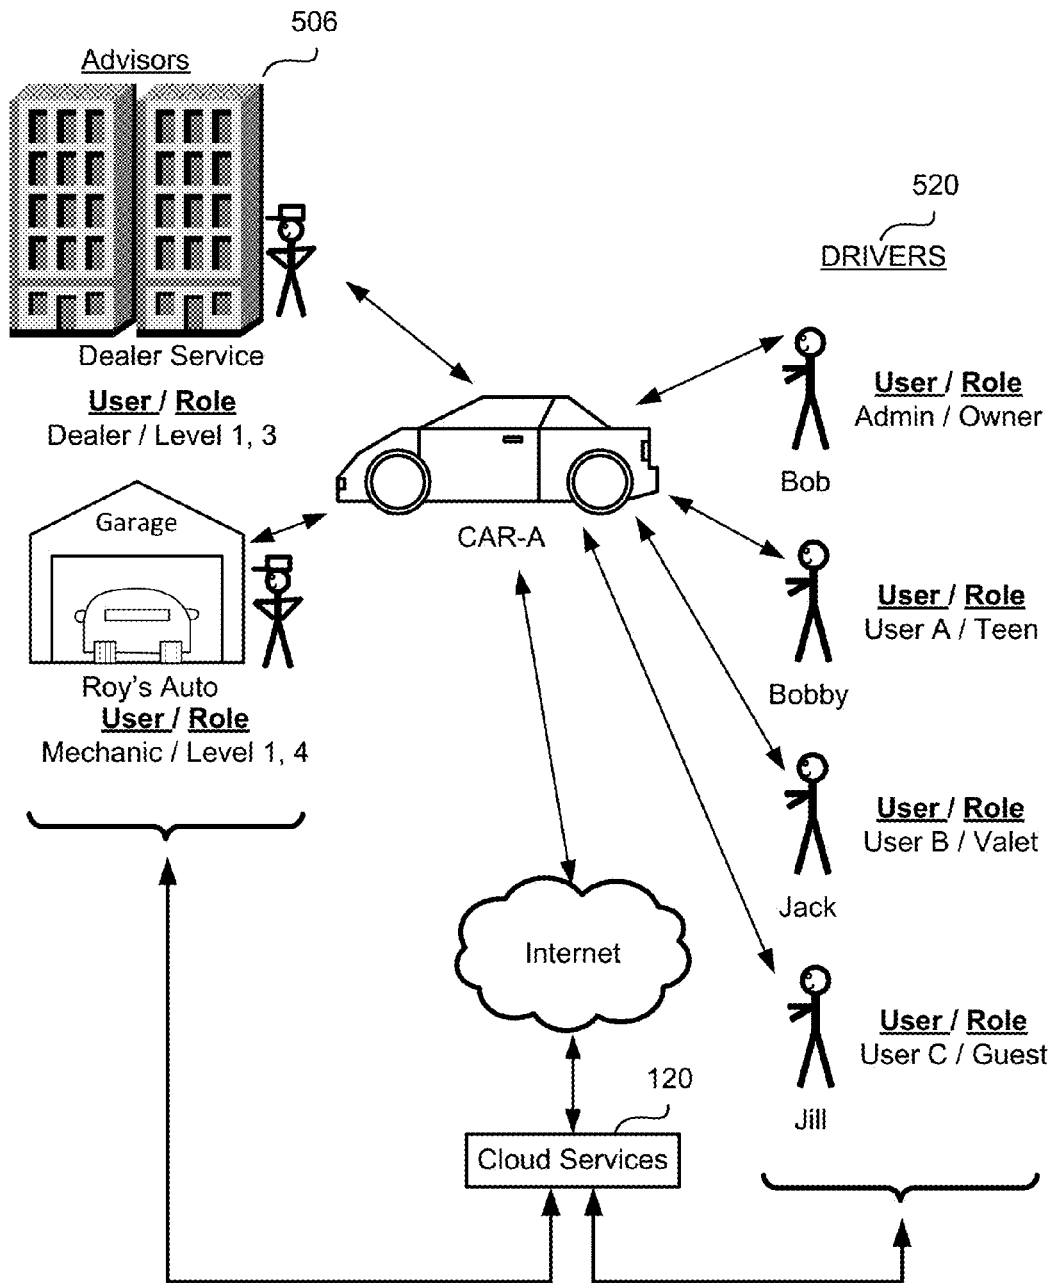 506
Advisors
Dealer Service
User / Role
Dealer / Level 1, 3
Garage
Roy's Auto
User / Role
Mechanic / Level 1, 4
CAR-A
520
DRIVERS
User / Role
Admin / Owner
Bob
User / Role
User A / Teen
Bobby
User / Role
User B / Valet
Jack
User / Role
User C / Guest
Jill
Internet
120
Cloud Services